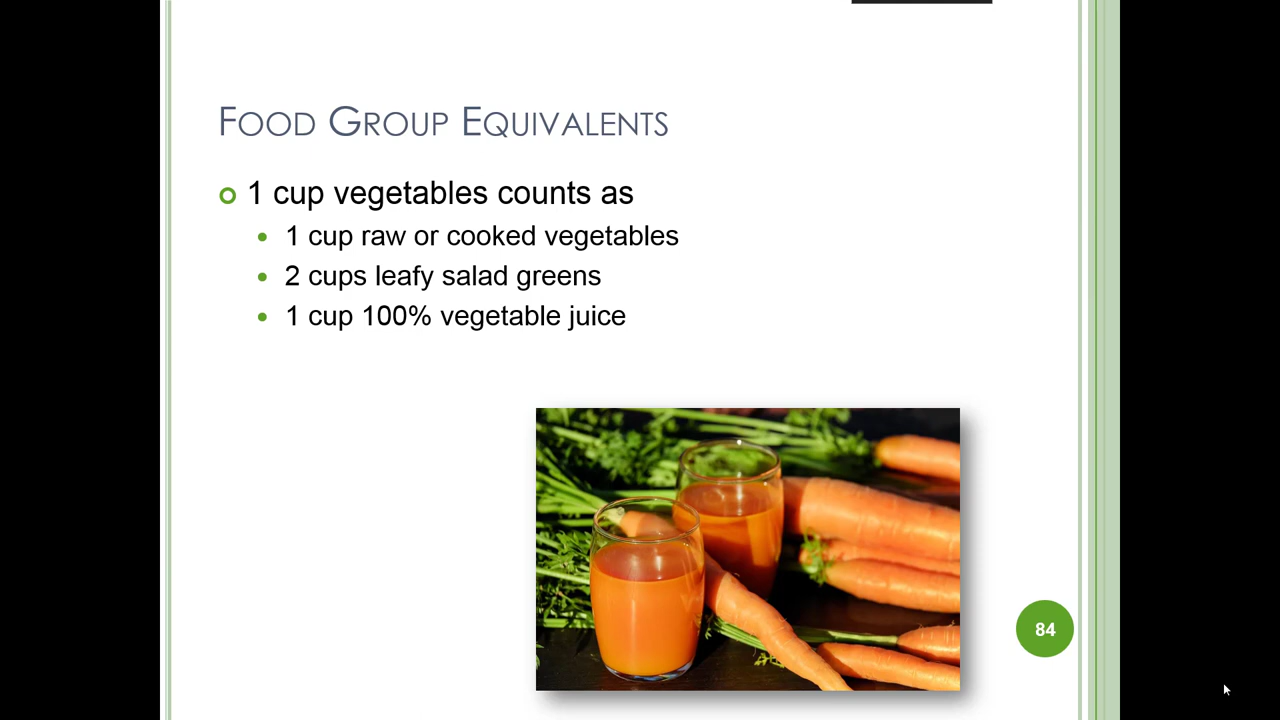 Food Group Equivalents
1 cup vegetables counts as
1 cup raw or cooked vegetables
2 cups leafy salad greens
1 cup 100% vegetable juice
84